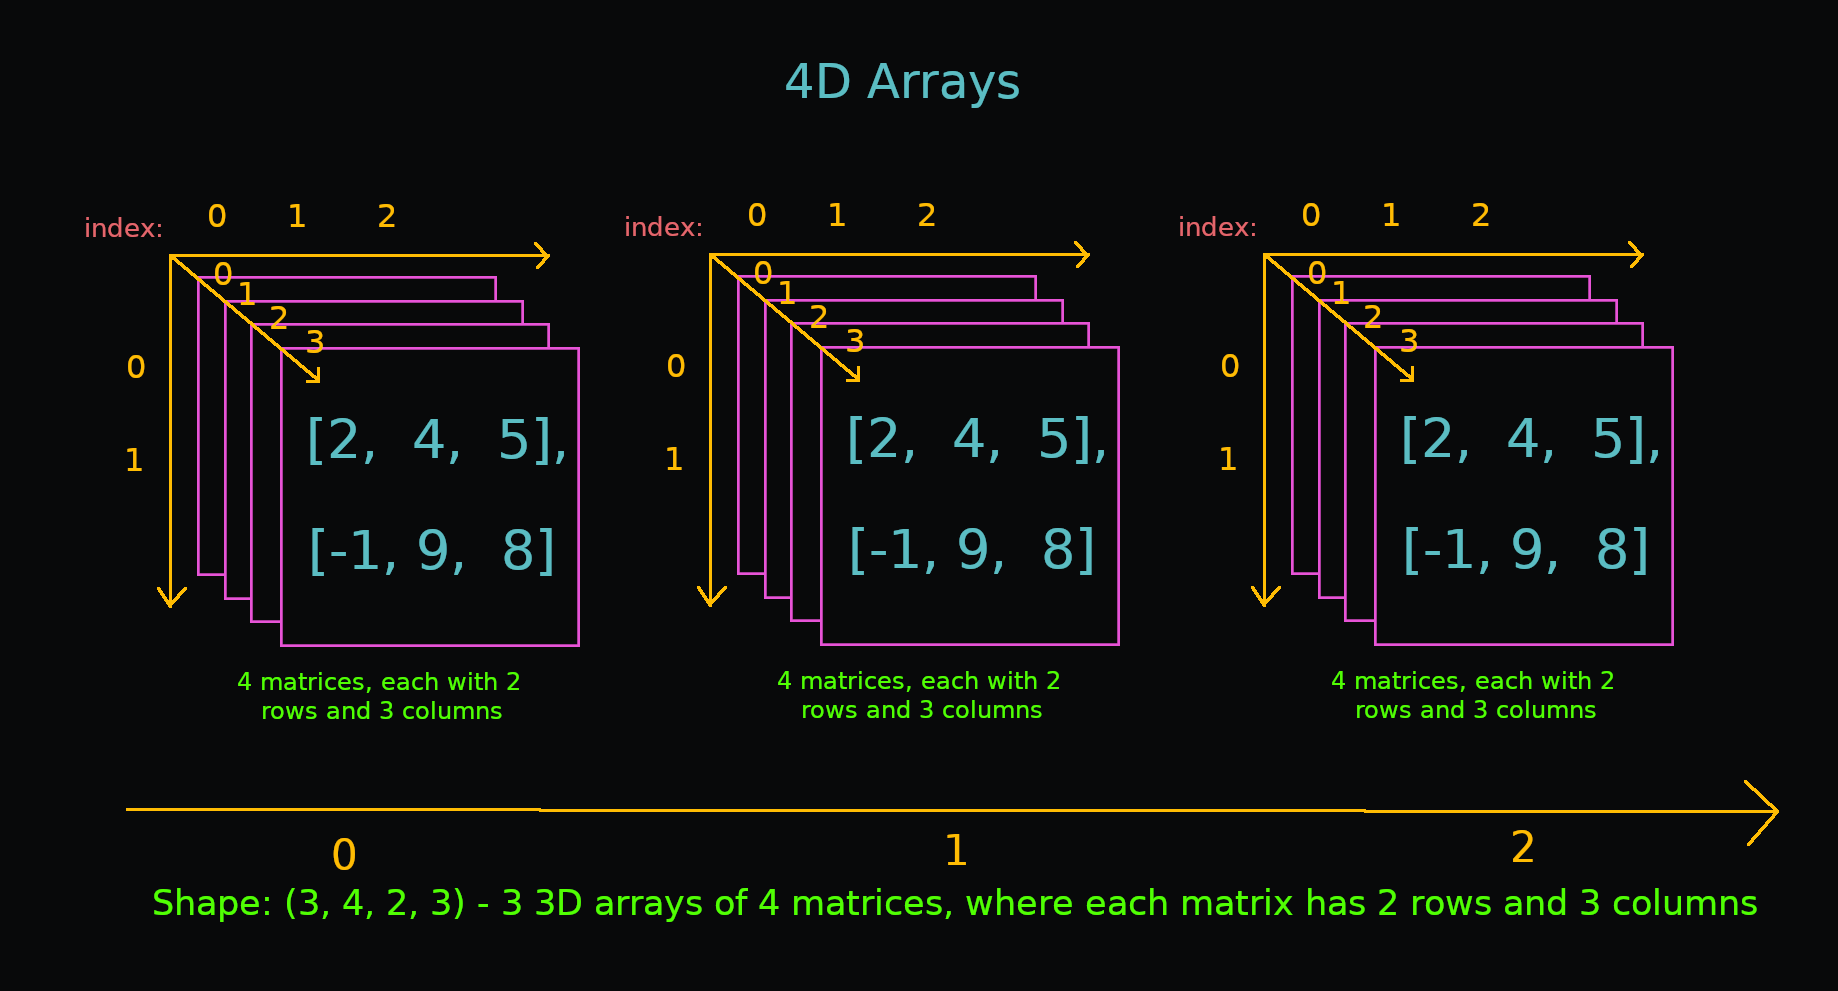 4D Arrays
index: 0 1 2
0
1
2
3
0
1
[2, 4, 5],
[-1, 9, 8]
4 matrices, each with 2
rows and 3 columns
index: 0 1 2
0
1
2
3
0
1
[2, 4, 5],
[-1, 9, 8]
4 matrices, each with 2
rows and 3 columns
index: 0 1 2
0
1
2
3
0
1
[2, 4, 5],
[-1, 9, 8]
4 matrices, each with 2
rows and 3 columns
0 1 2
Shape: (3, 4, 2, 3) - 3 3D arrays of 4 matrices, where each matrix has 2 rows and 3 columns